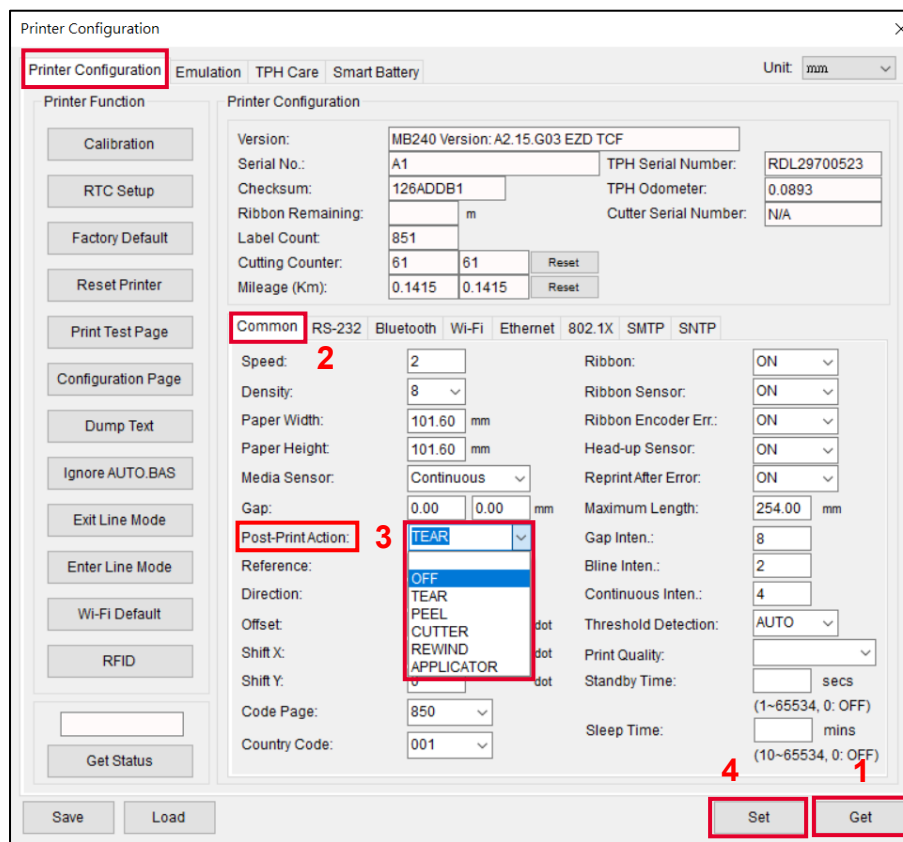 Printer Configuration
Printer Configuration Emulation TPH Care Smart Battery Unit: mm
Printer Function
Calibration
RTC Setup
Factory Default
Reset Printer
Print Test Page
Configuration Page
Dump Text
Ignore AUTO.BAS
Exit Line Mode
Enter Line Mode
Wi-Fi Default
RFID
Get Status
Printer Configuration
Version: MB240 Version: A2.15.G03 EZD TCF
Serial No.: A1 TPH Serial Number: RDL29700523
Checksum: 126ADDB1 TPH Odometer: 0.0893
Ribbon Remaining: m Cutter Serial Number: N/A
Label Count: 851
Cutting Counter: 61 61 Reset
Mileage (Km): 0.1415 0.1415 Reset
Common RS-232 Bluetooth Wi-Fi Ethernet 802.1X SMTP SNTP
2
Speed: 2 Ribbon: ON
Density: 8 Ribbon Sensor: ON
Paper Width: 101.60 mm Ribbon Encoder Err.: ON
Paper Height: 101.60 mm Head-up Sensor: ON
Media Sensor: Continuous Reprint After Error: ON
Gap: 0.00 0.00 mm Maximum Length: 254.00 mm
Post-Print Action: 3 TEAR Gap Inten.: 8
Reference: Bline Inten.: 2
OFF
Direction: TEAR Continuous Inten.: 4
PEEL
Offset: CUTTER dot Threshold Detection: AUTO
Shift X: REWIND dot Print Quality:
APPLICATOR
Shift Y: dot Standby Time: secs
(1~65534, 0: OFF)
Code Page: 850
Sleep Time: mins
Country Code: 001
(10~65534, 0: OFF)
4 1
Save Load Set Get